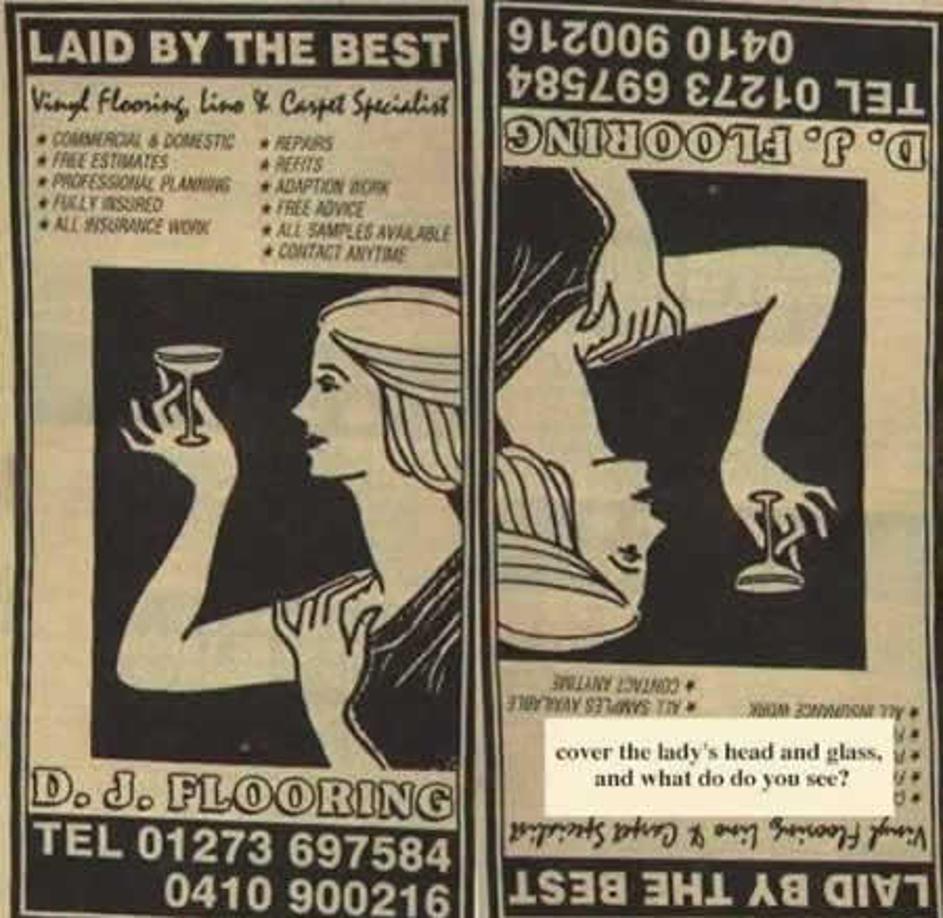 LAID BY THE BEST
Vinyl Flooring, Lino & Carpet Specialist
★ COMMERCIAL & DOMESTIC
★ FREE ESTIMATES
★ PROFESSIONAL PLANNING
★ FULLY INSURED
★ ALL INSURANCE WORK
★ REPAIRS
★ REFITS
★ ADAPTION WORK
★ FREE ADVICE
★ ALL SAMPLES AVAILABLE
★ CONTACT ANYTIME
D. J. FLOORING
TEL 01273 697584
0410 900216
LAID BY THE BEST
Vinyl Flooring, Lino & Carpet Specialist
★ ALL INSURANCE WORK
★ ALL SAMPLES AVAILABLE
★ CONTACT ANYTIME
D. J. FLOORING
TEL 01273 697584
0410 900216
cover the lady's head and glass,
and what do do you see?